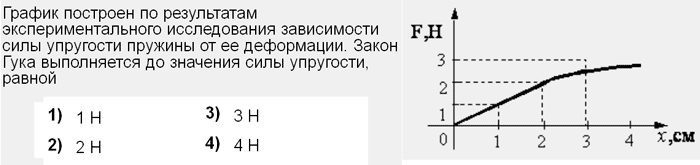 График построен по результатам
экспериментального исследования зависимости
силы упругости пружины от ее деформации. Закон
Гука выполняется до значения силы упругости,
равной
1) 1 Н
3) 3 Н
2) 2 Н
4) 4 Н
F,Н
3
2
1
0
1
2
3
4
x,см